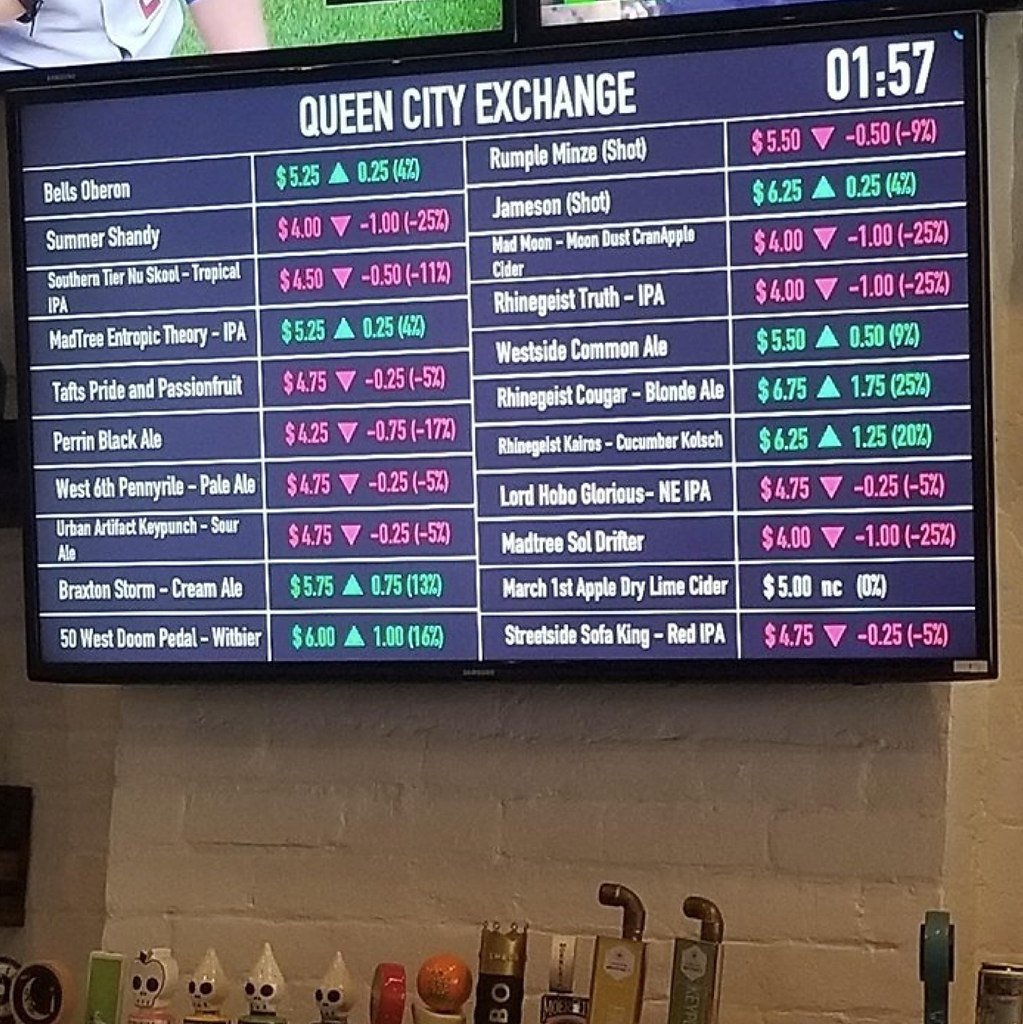 SAMSUNG
QUEEN CITY EXCHANGE
01:57
Bells Oberon $5.25 ▲ 0.25 (4%)
Summer Shandy $4.00 ▼ -1.00 (-25%)
Southern Tier Nu Skool - Tropical
IPA $4.50 ▼ -0.50 (-11%)
MadTree Entropic Theory - IPA $5.25 ▲ 0.25 (4%)
Tafts Pride and Passionfruit $4.75 ▼ -0.25 (-5%)
Perrin Black Ale $4.25 ▼ -0.75 (-17%)
West 6th Pennyrile - Pale Ale $4.75 ▼ -0.25 (-5%)
Urban Artifact Keypunch - Sour
Ale $4.75 ▼ -0.25 (-5%)
Braxton Storm - Cream Ale $5.75 ▲ 0.75 (13%)
50 West Doom Pedal - Witbier $6.00 ▲ 1.00 (16%)
Rumple Minze (Shot) $5.50 ▼ -0.50 (-9%)
Jameson (Shot) $6.25 ▲ 0.25 (4%)
Mad Moon - Moon Dust CranApple
Cider $4.00 ▼ -1.00 (-25%)
Rhinegeist Truth - IPA $4.00 ▼ -1.00 (-25%)
Westside Common Ale $5.50 ▲ 0.50 (9%)
Rhinegeist Cougar - Blonde Ale $6.75 ▲ 1.75 (25%)
Rhinegeist Kairos - Cucumber Kolsch $6.25 ▲ 1.25 (20%)
Lord Hobo Glorious- NE IPA $4.75 ▼ -0.25 (-5%)
Madtree Sol Drifter $4.00 ▼ -1.00 (-25%)
March 1st Apple Dry Lime Cider $5.00 nc (0%)
Streetside Sofa King - Red IPA $4.75 ▼ -0.25 (-5%)
SAMSUNG
BO